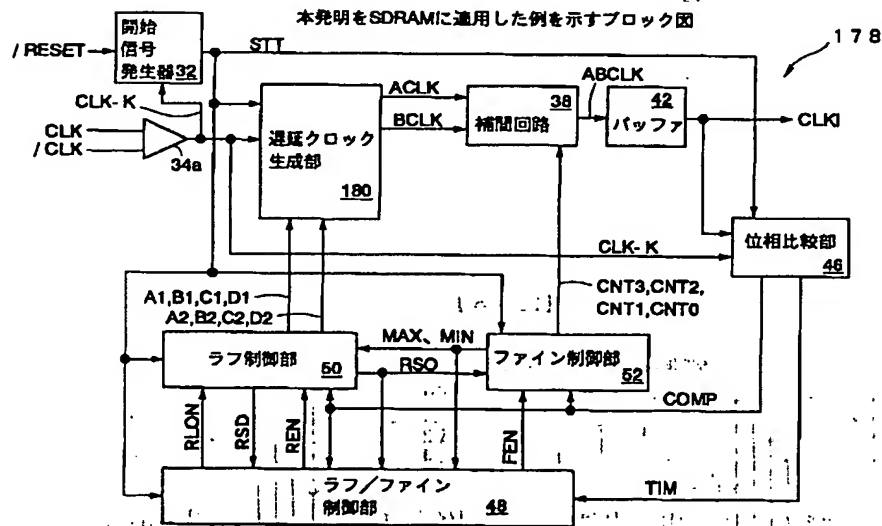 本発明をSDRAMに適用した例を示すブロック図
178
開始
信号
発生器 32
/ RESET
STT
CLK-K
CLK
/ CLK
34a
遅延クロック
生成部
180
ACLK
BCLK
38
補間回路
ABCLK
42
バッファ
CLKI
位相比較部
46
CLK-K
A1,B1,C1,D1
A2,B2,C2,D2
CNT3,CNT2,
CNT1,CNT0
ラフ制御部
50
MAX、MIN
RSO
ファイン制御部
52
COMP
RLON
RSD
REN
FEN
ラフ/ファイン
制御部 48
TIM